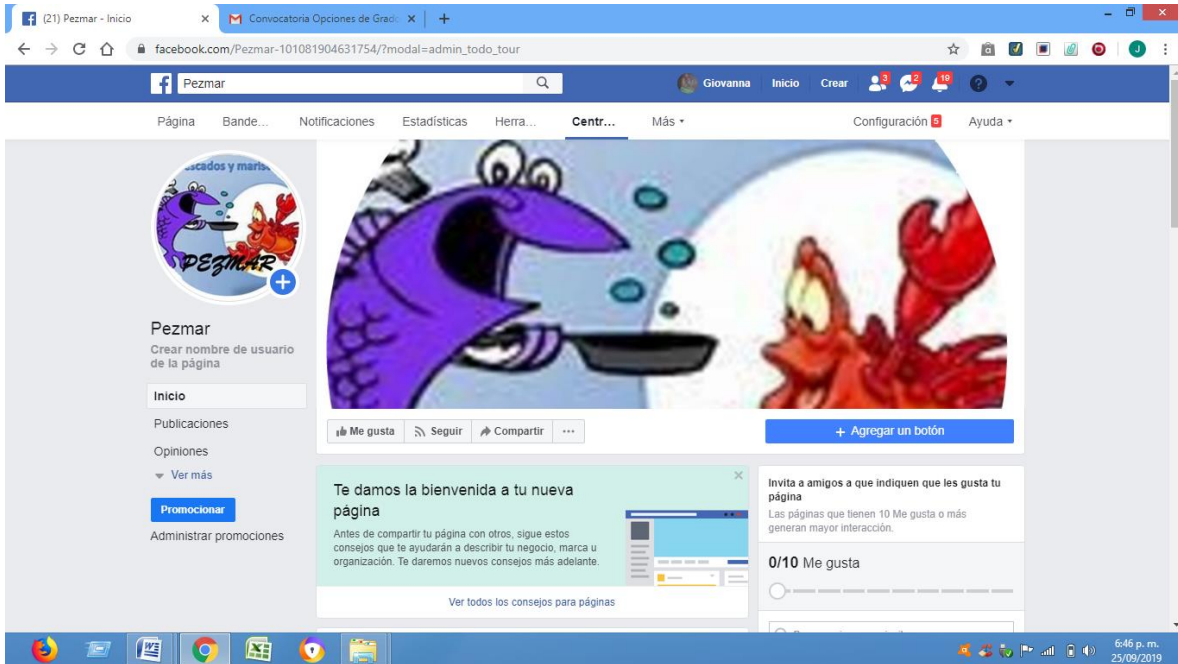 (21) Pezmar - Inicio
Convocatoria Opciones de Grado
facebook.com/Pezmar-101081904631754/?modal=admin_todo_tour
Pezmar
Giovanna Inicio Crear 3 2 19
Página Bande... Notificaciones Estadísticas Herra... Centr... Más Configuración 5 Ayuda
PEZMAR
Pezmar
Crear nombre de usuario
de la página
Inicio
Publicaciones
Opiniones
Ver más
Promocionar
Administrar promociones
Me gusta Seguir Compartir ...
+ Agregar un botón
Te damos la bienvenida a tu nueva
página
Antes de compartir tu página con otros, sigue estos
consejos que te ayudarán a describir tu negocio, marca u
organización. Te daremos nuevos consejos más adelante.
Ver todos los consejos para páginas
Invita a amigos a que indiquen que les gusta tu
página
Las páginas que tienen 10 Me gusta o más
generan mayor interacción.
0/10 Me gusta
6:46 p. m.
25/09/2019